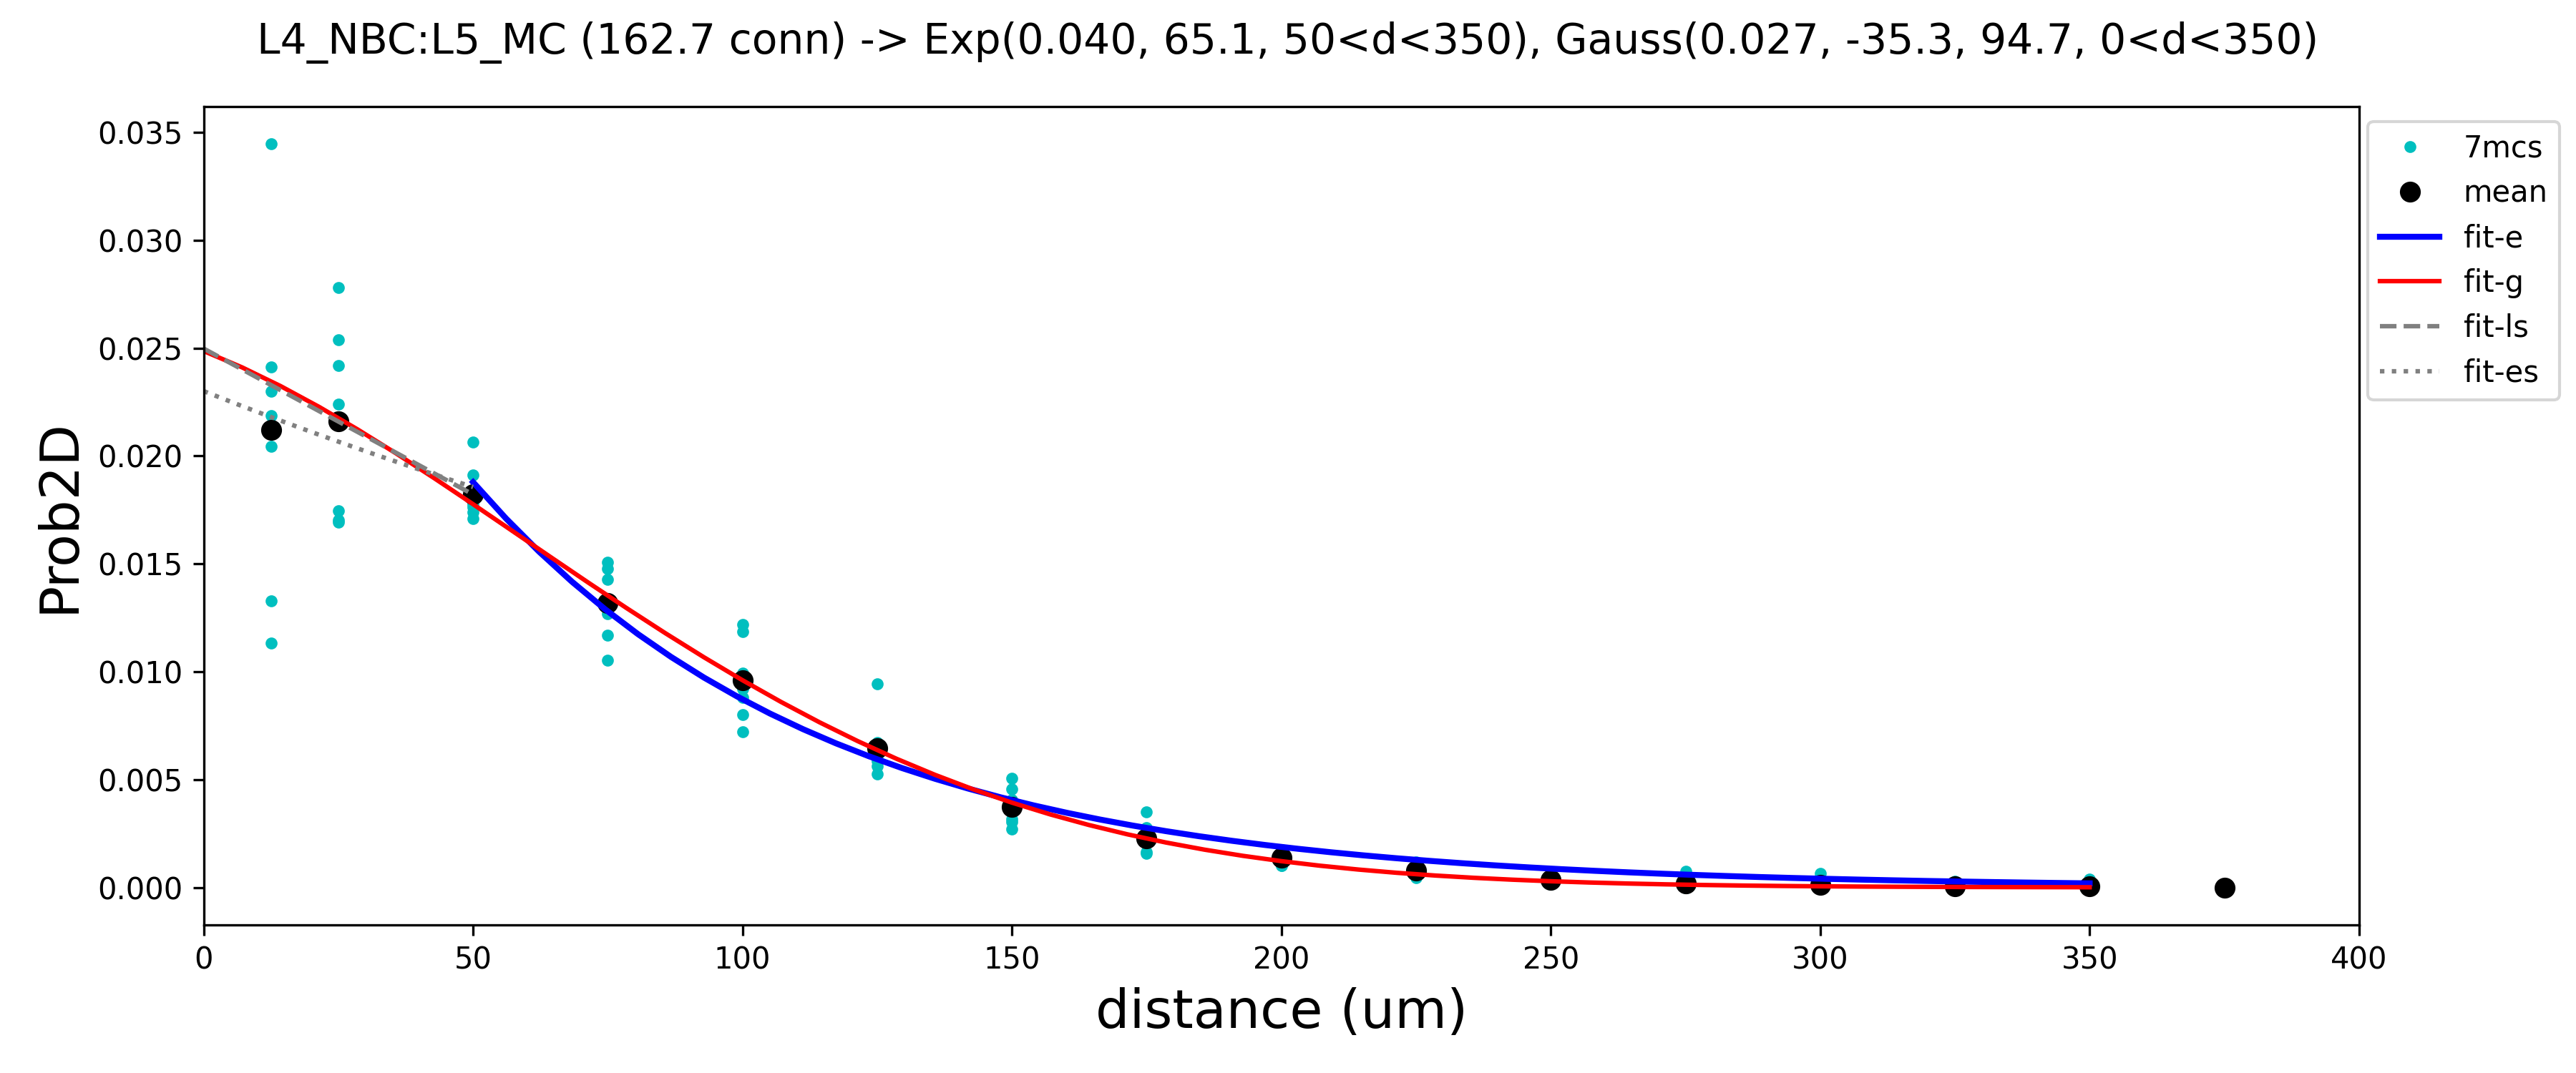 L4_NBC:L5_MC (162.7 conn) -> Exp(0.040, 65.1, 50<d<350), Gauss(0.027, -35.3, 94.7, 0<d<350)
0.035
0.030
0.025
0.020
0.015
0.010
0.005
0.000
Prob2D
0 50 100 150 200 250 300 350 400
distance (um)
7mcs
mean
fit-e
fit-g
fit-ls
fit-es